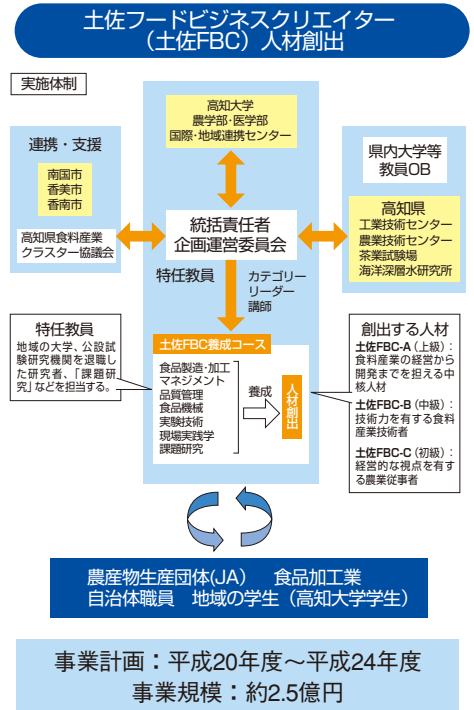 土佐フードビジネスクリエイター
（土佐FBC）人材創出
実施体制
高知大学
農学部・医学部
国際・地域連携センター
連携・支援
南国市
香美市
香南市
高知県食料産業
クラスター協議会
統括責任者
企画運営委員会
県内大学等
教員OB
高知県
工業技術センター
農業技術センター
茶業試験場
海洋深層水研究所
特任教員
カテゴリー
リーダー
講師
特任教員
地域の大学、公設試
験研究機関を退職し
た研究者、「課題研
究」などを担当する。
土佐FBC養成コース
食品製造・加工
マネジメント
品質管理
食品機械
実験技術
現場実践学
課題研究
養成
人材創出
創出する人材
土佐FBC-A（上級）：
食料産業の経営から
開発までを担える中
核人材
土佐FBC-B（中級）：
技術力を有する食料
産業技術者
土佐FBC-C（初級）：
経営的な視点を有す
る農業従事者
農産物生産団体(JA)　食品加工業
自治体職員　地域の学生（高知大学学生）
事業計画：平成20年度～平成24年度
事業規模：約2.5億円